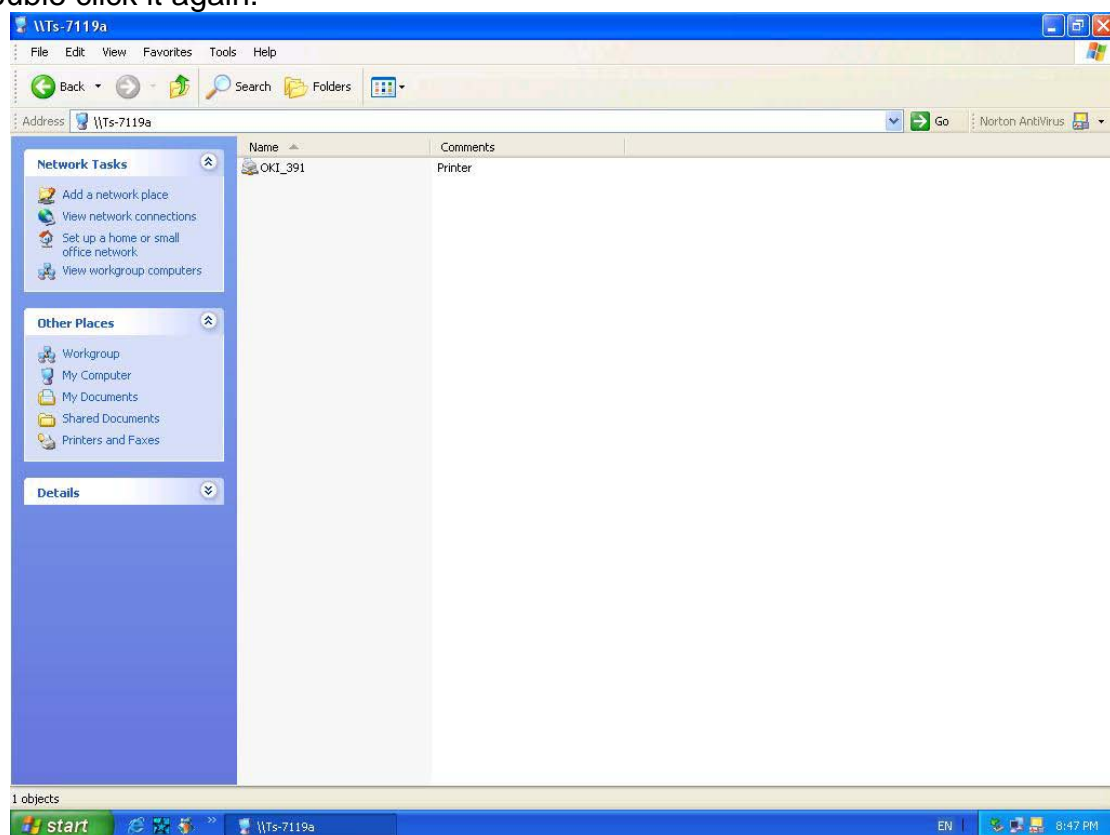 double click it again.
\\Ts-7119a
File Edit View Favorites Tools Help
Back Search Folders
Address \\Ts-7119a Go Norton AntiVirus
Name Comments
Network Tasks
OKI_391 Printer
Add a network place
View network connections
Set up a home or small
office network
View workgroup computers
Other Places
Workgroup
My Computer
My Documents
Shared Documents
Printers and Faxes
Details
1 objects
start \\Ts-7119a EN 8:47 PM